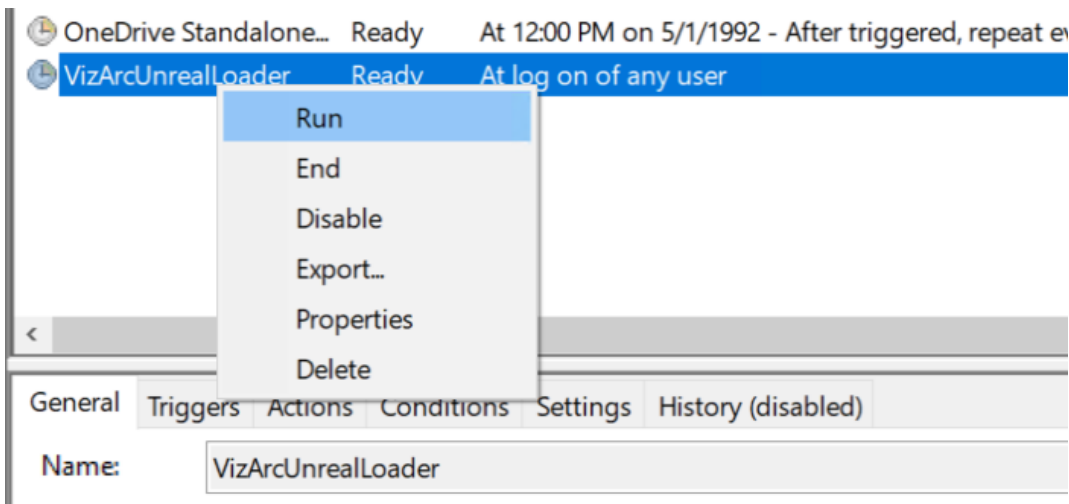 OneDrive Standalone... Ready At 12:00 PM on 5/1/1992 - After triggered, repeat ev
VizArcUnrealLoader Ready At log on of any user
Run
End
Disable
Export...
Properties
Delete
General Triggers Actions Conditions Settings History (disabled)
Name: VizArcUnrealLoader